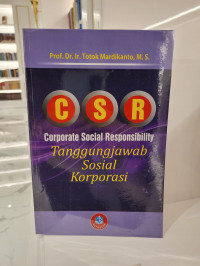 Prof. Dr. Ir. Totok Mardikanto, M. S.
C S R
Corporate Social Responsibility
Tanggungjawab
Sosial
Korporasi